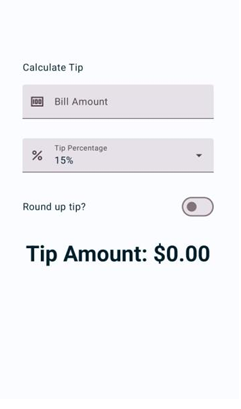 Calculate Tip
Bill Amount
Tip Percentage
15%
Round up tip?
Tip Amount: $0.00